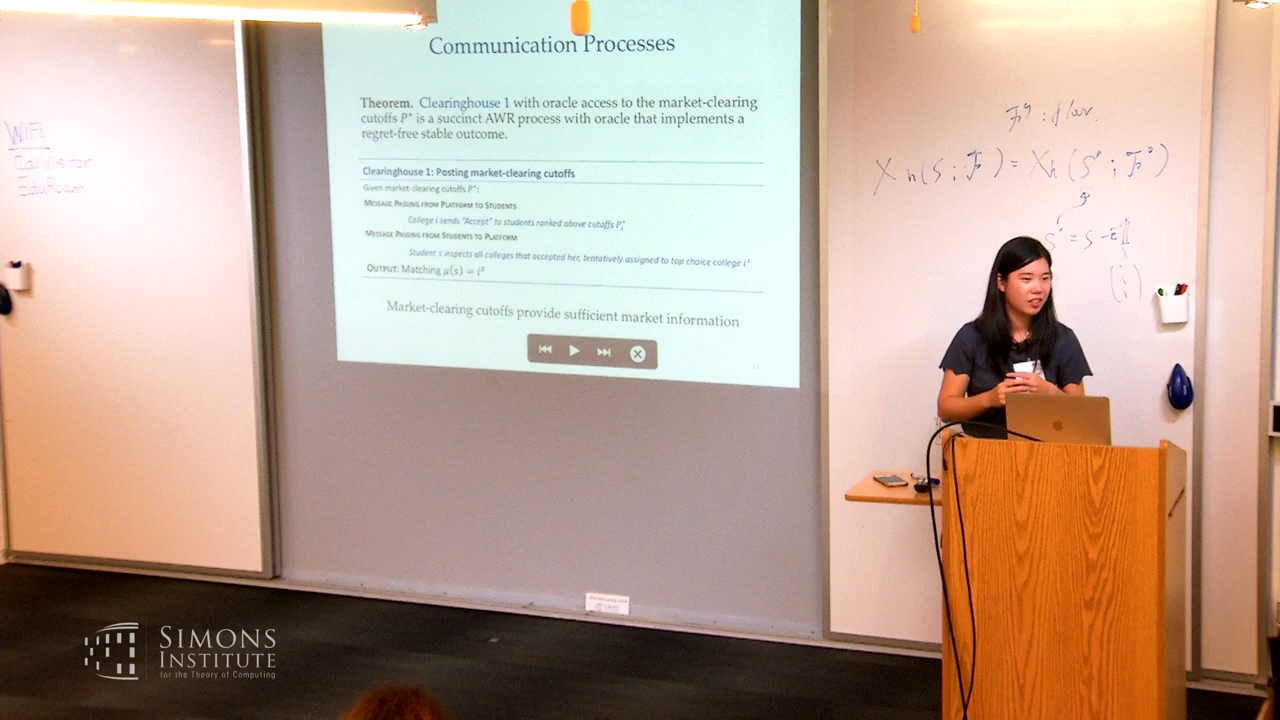 Communication Processes
Theorem. Clearinghouse 1 with oracle access to the market-clearing
cutoffs P* is a succinct AWR process with oracle that implements a
regret-free stable outcome.
Clearinghouse 1: Posting market-clearing cutoffs
Given market-clearing cutoffs P*:
MESSAGE PASSING FROM PLATFORM TO STUDENTS
College i sends "Accept" to students ranked above cutoffs Pᵢ*
MESSAGE PASSING FROM STUDENTS TO PLATFORM
Student s inspects all colleges that accepted her, tentatively assigned to top choice college iˢ
OUTPUT: Matching μ(s) = iˢ
Market-clearing cutoffs provide sufficient market information
WiFi
CalVisitor
EduRoam
SIMONS
INSTITUTE
for the Theory of Computing